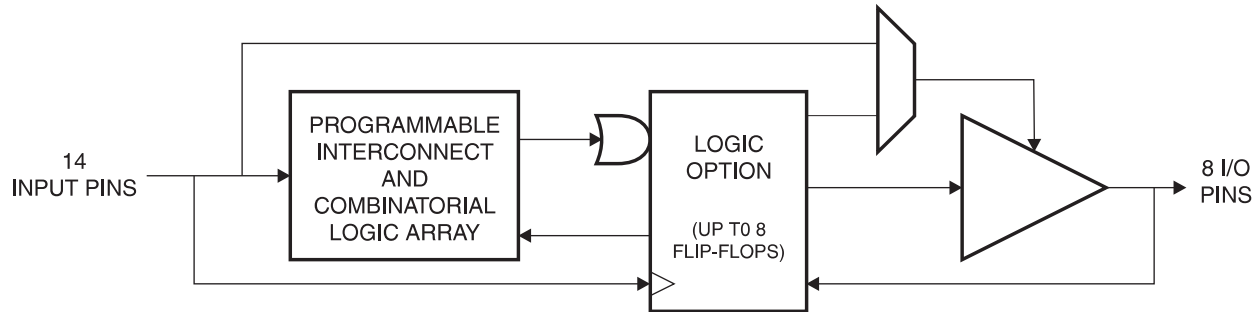 14
INPUT PINS
PROGRAMMABLE
INTERCONNECT
AND
COMBINATORIAL
LOGIC ARRAY
LOGIC
OPTION
(UP T0 8
FLIP-FLOPS)
8 I/O
PINS